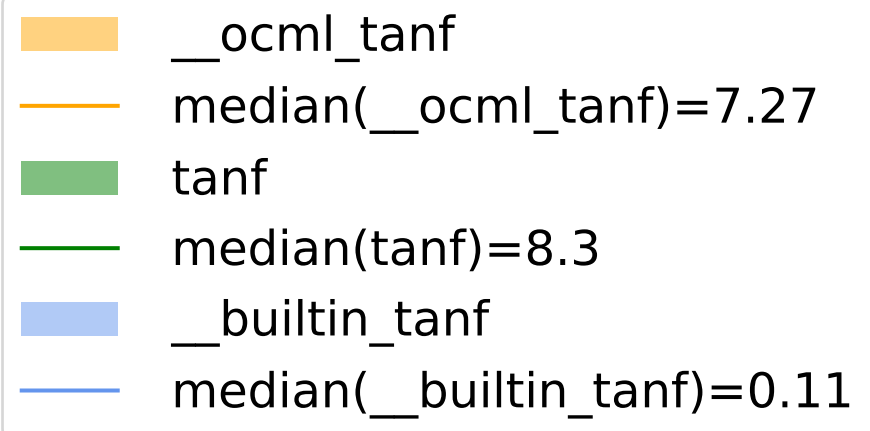 __ocml_tanf
median(__ocml_tanf)=7.27
tanf
median(tanf)=8.3
__builtin_tanf
median(__builtin_tanf)=0.11